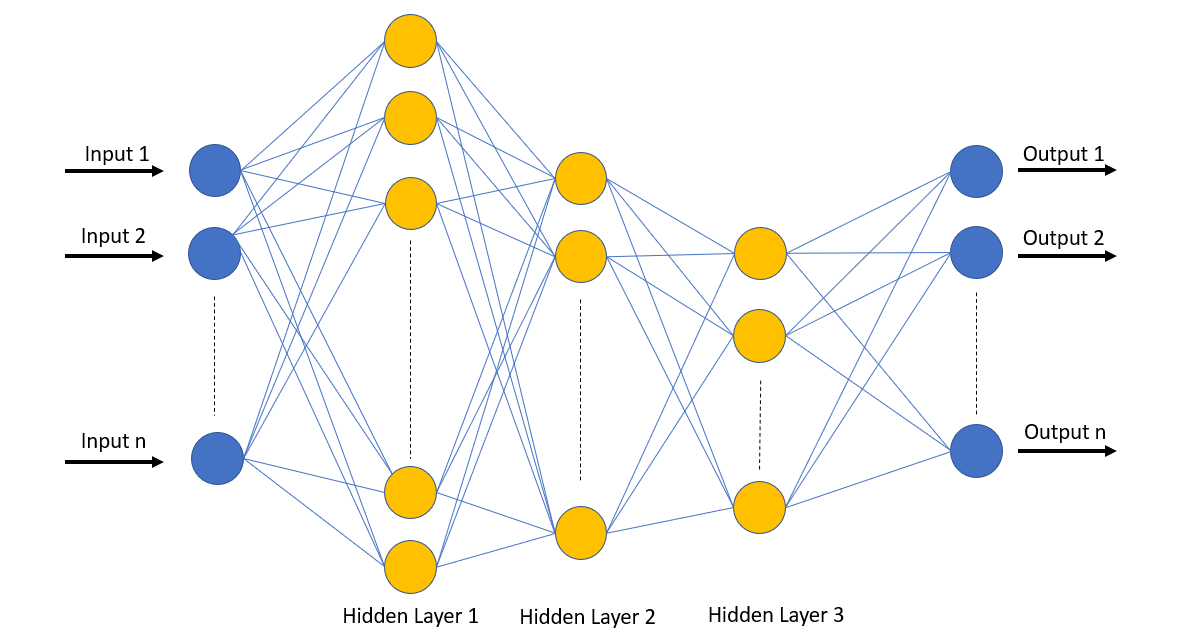 Input 1
Input 2
Input n
Output 1
Output 2
Output n
Hidden Layer 1
Hidden Layer 2
Hidden Layer 3